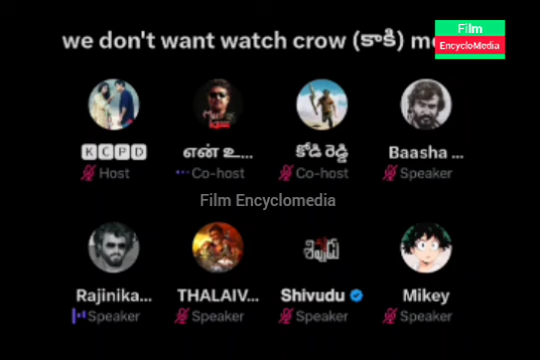 we don't want watch crow (కాకి) m
Film
EncycloMedia
KCPD
என் உ...
కోడి రెడ్డి
Baasha ...
Host
Co-host
Co-host
Speaker
Film Encyclomedia
Rajinika...
THALAIV...
Shivudu
Mikey
Speaker
Speaker
Speaker
Speaker